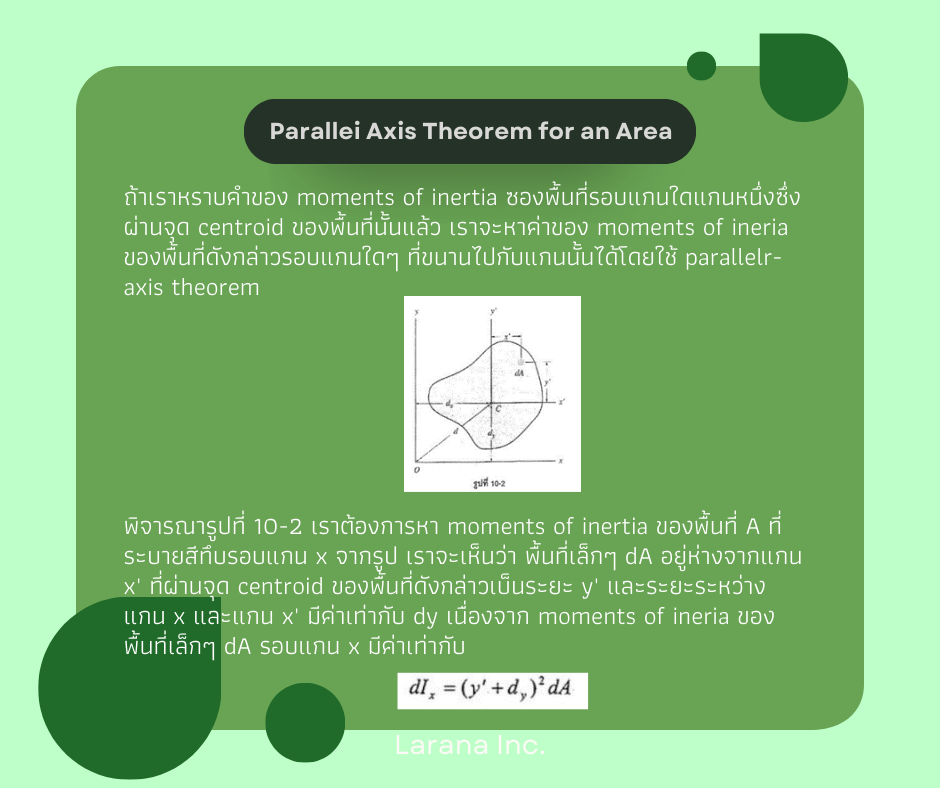 Parallei Axis Theorem for an Area
ถ้าเราหราบคำของ moments of inertia ซองพื้นที่รอบแกนใดแกนหนึ่งซึ่ง
ผ่านจุด centroid ของพื้นที่นั้นแล้ว เราจะหาค่าของ moments of ineria
ของพื้นที่ดังกล่าวรอบแกนใดๆ ที่ขนานไปกับแกนนั้นได้โดยใช้ parallelr-
axis theorem
y
y'
x'
dA
y'
dx
C
x'
d
dy
O
x
รูปที่ 10-2
พิจารณารูปที่ 10-2 เราต้องการหา moments of inertia ของพื้นที่ A ที่
ระบายสีทึบรอบแกน x จากรูป เราจะเห็นว่า พื้นที่เล็กๆ dA อยู่ห่างจากแกน
x' ที่ผ่านจุด centroid ของพื้นที่ดังกล่าวเป็นระยะ y' และระยะระหว่าง
แกน x และแกน x' มีค่าเท่ากับ dy เนื่องจาก moments of ineria ของ
พื้นที่เล็กๆ dA รอบแกน x มีค่าเท่ากับ
dIₓ = (y' + d_y)² dA
Larana Inc.